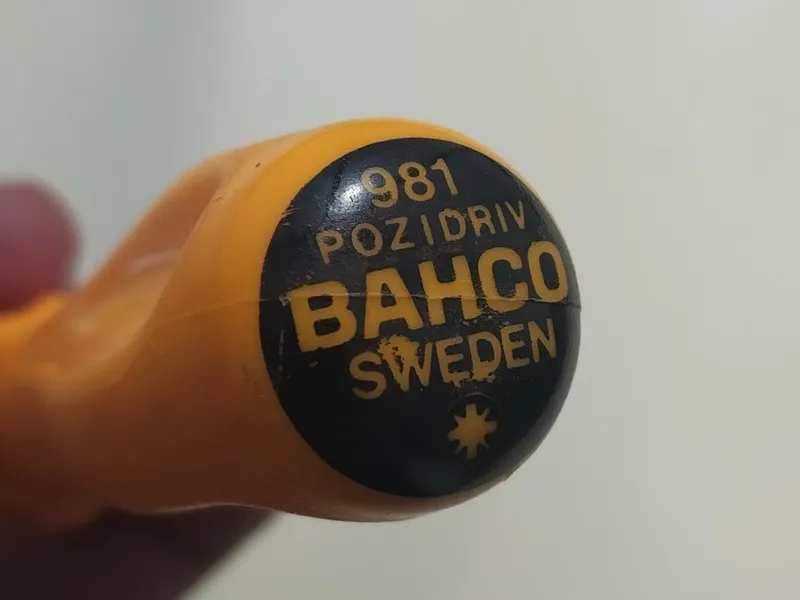 981
POZIDRIV
BAHCO
SWEDEN